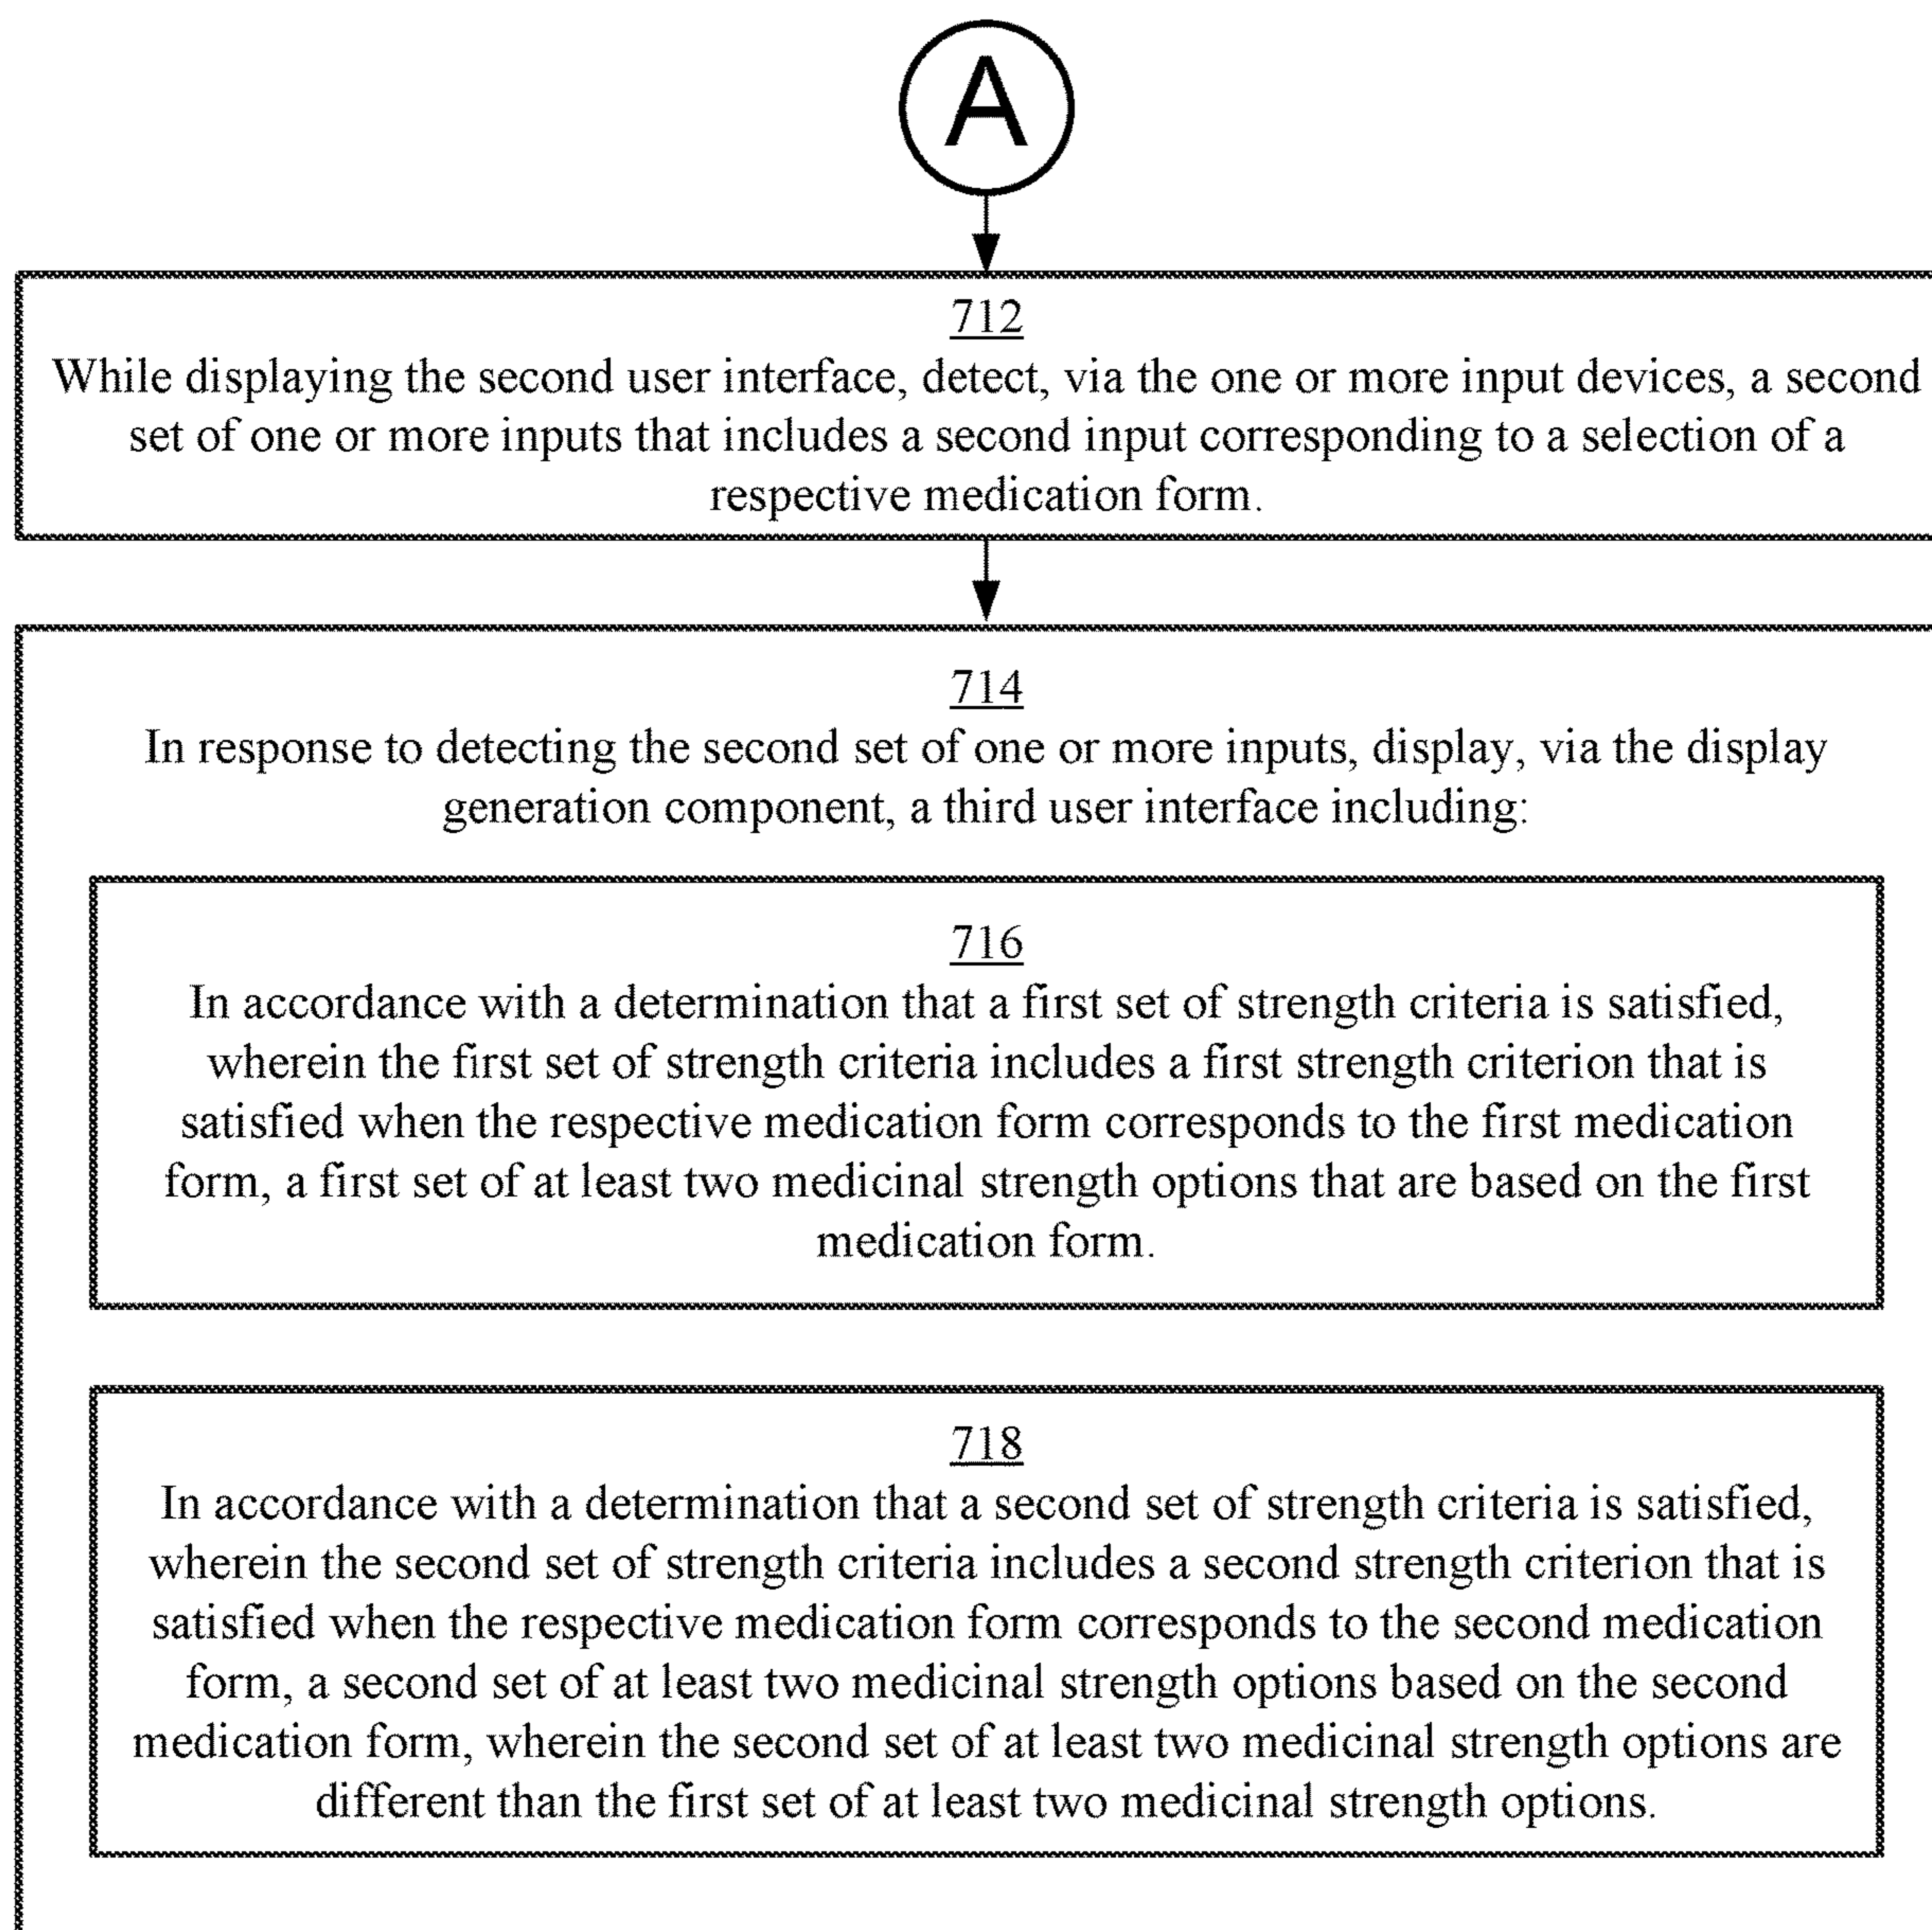 A
712
While displaying the second user interface, detect, via the one or more input devices, a second
set of one or more inputs that includes a second input corresponding to a selection of a
respective medication form.
714
In response to detecting the second set of one or more inputs, display, via the display
generation component, a third user interface including:
716
In accordance with a determination that a first set of strength criteria is satisfied,
wherein the first set of strength criteria includes a first strength criterion that is
satisfied when the respective medication form corresponds to the first medication
form, a first set of at least two medicinal strength options that are based on the first
medication form.
718
In accordance with a determination that a second set of strength criteria is satisfied,
wherein the second set of strength criteria includes a second strength criterion that is
satisfied when the respective medication form corresponds to the second medication
form, a second set of at least two medicinal strength options based on the second
medication form, wherein the second set of at least two medicinal strength options are
different than the first set of at least two medicinal strength options.